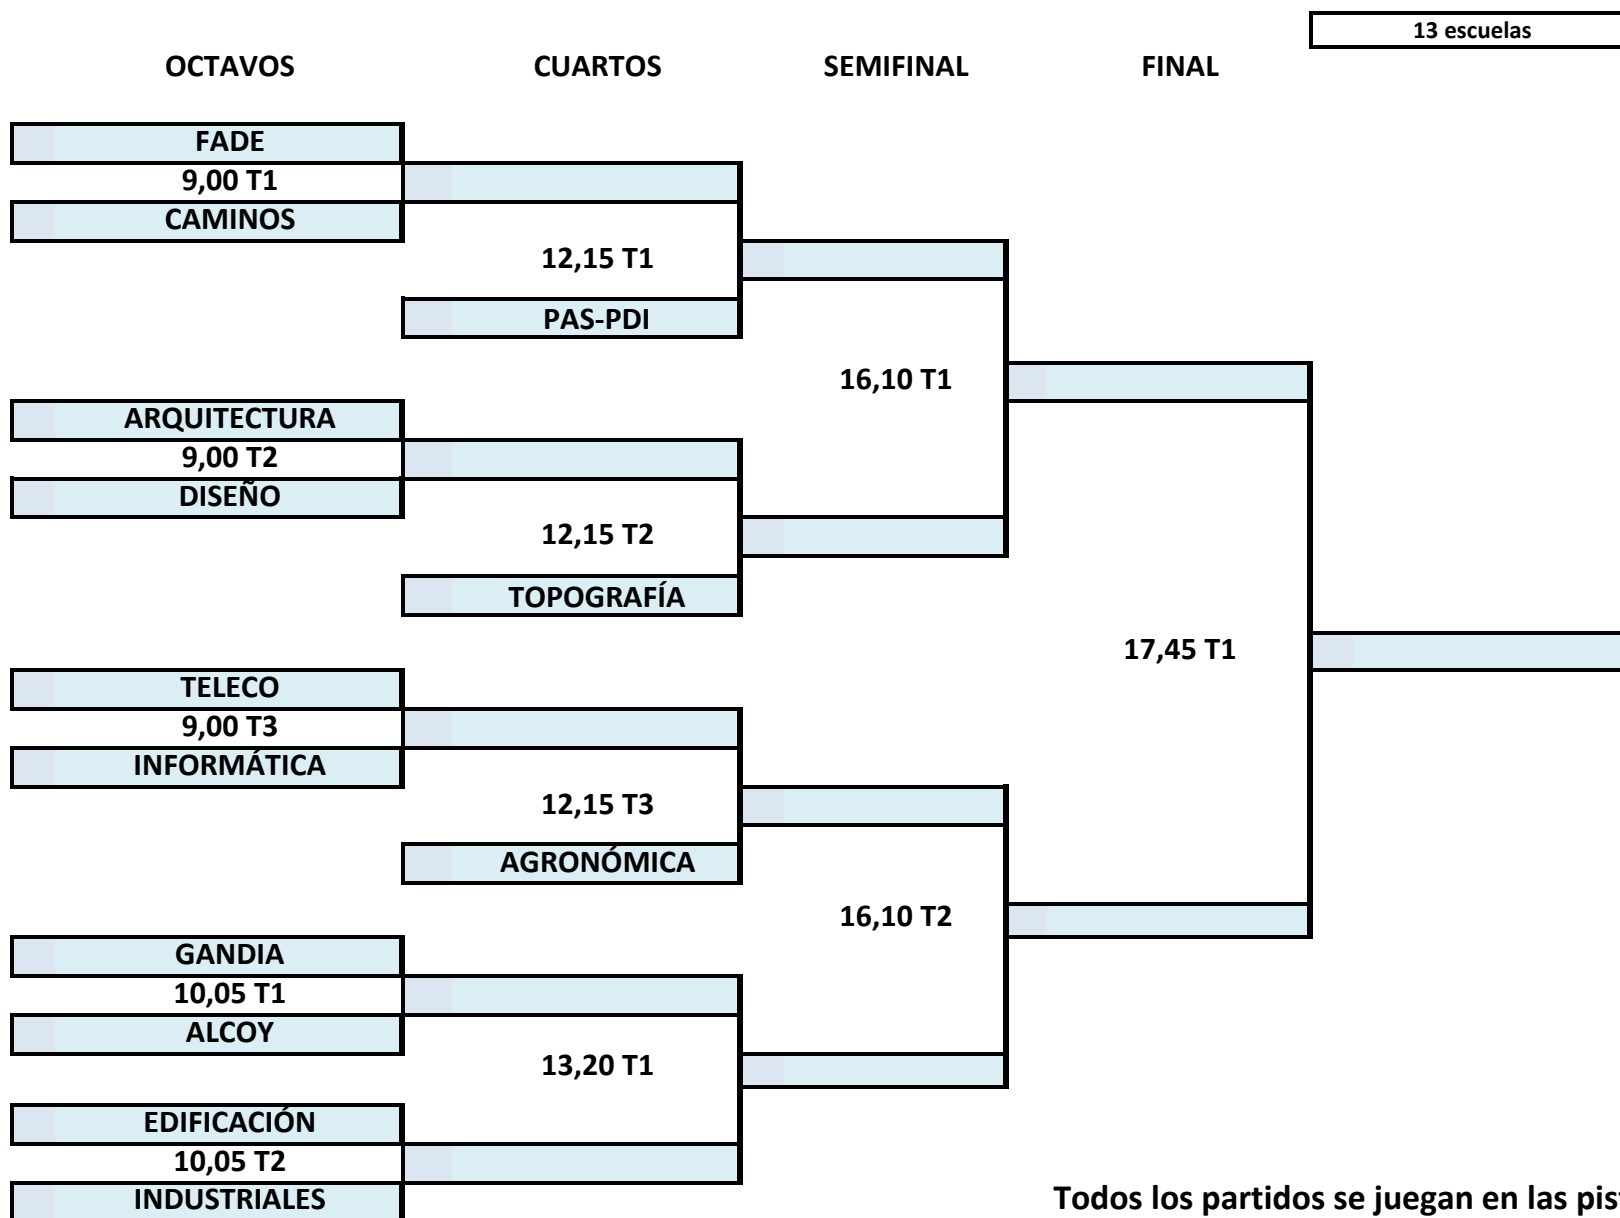 13 escuelas
OCTAVOS CUARTOS SEMIFINAL FINAL
FADE
9,00 T1
CAMINOS
12,15 T1
PAS-PDI
16,10 T1
ARQUITECTURA
9,00 T2
DISEÑO
12,15 T2
TOPOGRAFÍA
17,45 T1
TELECO
9,00 T3
INFORMÁTICA
12,15 T3
AGRONÓMICA
16,10 T2
GANDIA
10,05 T1
ALCOY
13,20 T1
EDIFICACIÓN
10,05 T2
INDUSTRIALES
Todos los partidos se juegan en las